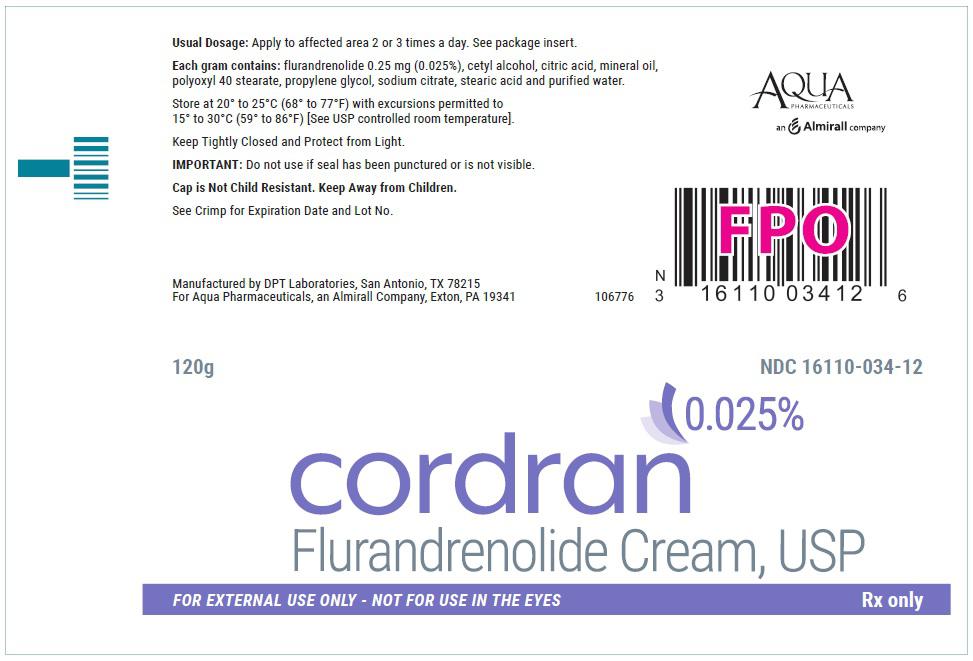 Usual Dosage: Apply to affected area 2 or 3 times a day. See package insert.
Each gram contains: flurandrenolide 0.25 mg (0.025%), cetyl alcohol, citric acid, mineral oil,
polyoxyl 40 stearate, propylene glycol, sodium citrate, stearic acid and purified water.
Store at 20° to 25°C (68° to 77°F) with excursions permitted to
15° to 30°C (59° to 86°F) [See USP controlled room temperature].
Keep Tightly Closed and Protect from Light.
IMPORTANT: Do not use if seal has been punctured or is not visible.
Cap is Not Child Resistant. Keep Away from Children.
See Crimp for Expiration Date and Lot No.
AQUA
PHARMACEUTICALS
an Almirall company
FPO
N
3 16110 03412 6
Manufactured by DPT Laboratories, San Antonio, TX 78215
For Aqua Pharmaceuticals, an Almirall Company, Exton, PA 19341
106776
120g
NDC 16110-034-12
0.025%
cordran
Flurandrenolide Cream, USP
FOR EXTERNAL USE ONLY - NOT FOR USE IN THE EYES
Rx only